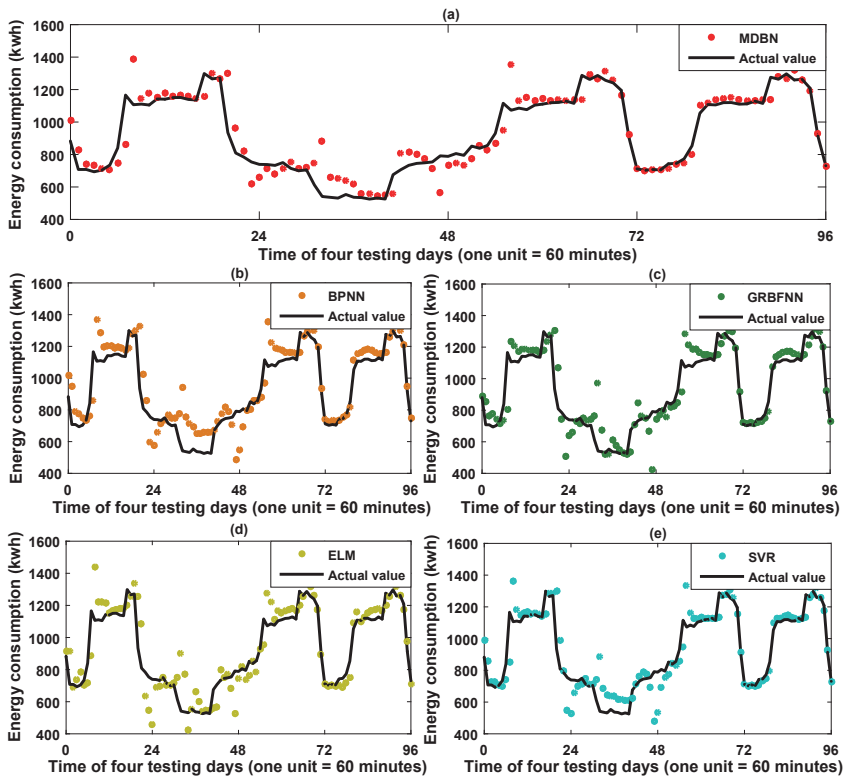 (a)
1600
1400
1200
1000
800
600
400
Energy consumption (kwh)
MDBN
Actual value
0
24
48
72
96
Time of four testing days (one unit = 60 minutes)
(b)
1600
1400
1200
1000
800
600
400
Energy consumption (kwh)
BPNN
Actual value
0
24
48
72
96
Time of four testing days (one unit = 60 minutes)
(c)
1600
1400
1200
1000
800
600
400
Energy consumption (kwh)
GRBFNN
Actual value
0
24
48
72
96
Time of four testing days (one unit = 60 minutes)
(d)
1600
1400
1200
1000
800
600
400
Energy consumption (kwh)
ELM
Actual value
0
24
48
72
96
Time of four testing days (one unit = 60 minutes)
(e)
1600
1400
1200
1000
800
600
400
Energy consumption (kwh)
SVR
Actual value
0
24
48
72
96
Time of four testing days (one unit = 60 minutes)